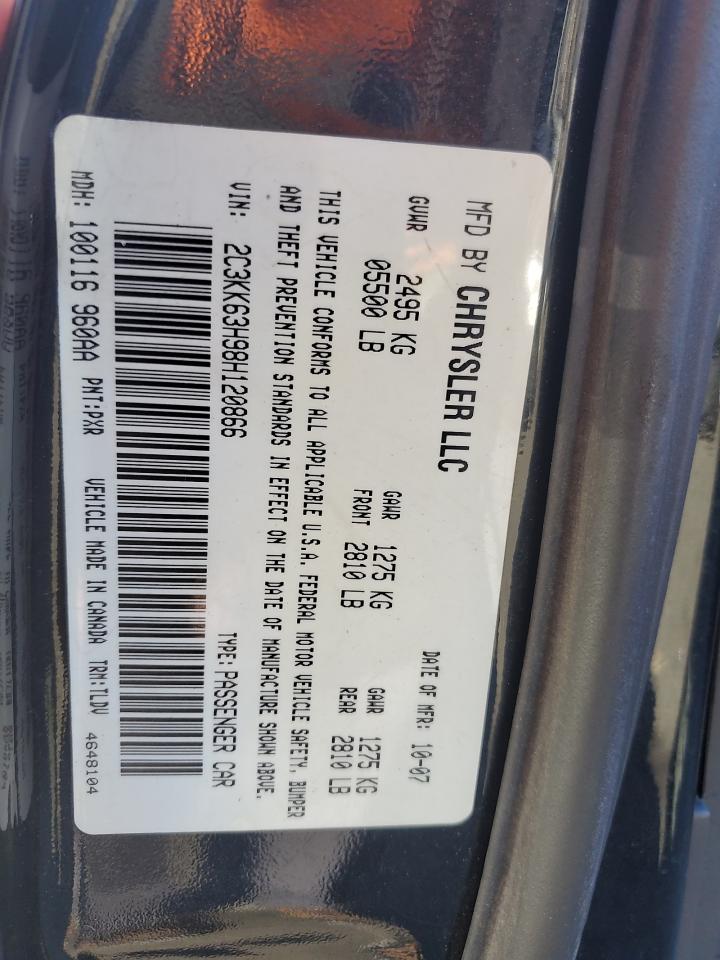 MFD BY CHRYSLER LLC
DATE OF MFR: 10-07
GVWR 2495 KG
05500 LB
GAWR FRONT 1275 KG
2810 LB
GAWR REAR 1275 KG
2810 LB
THIS VEHICLE CONFORMS TO ALL APPLICABLE U.S.A. FEDERAL MOTOR VEHICLE SAFETY, BUMPER
AND THEFT PREVENTION STANDARDS IN EFFECT ON THE DATE OF MANUFACTURE SHOWN ABOVE.
VIN: 2C3KK63H98H120866 TYPE: PASSENGER CAR
MDH: 100116 960AA PNT:PXR VEHICLE MADE IN CANADA TRM:TLDV 4648104